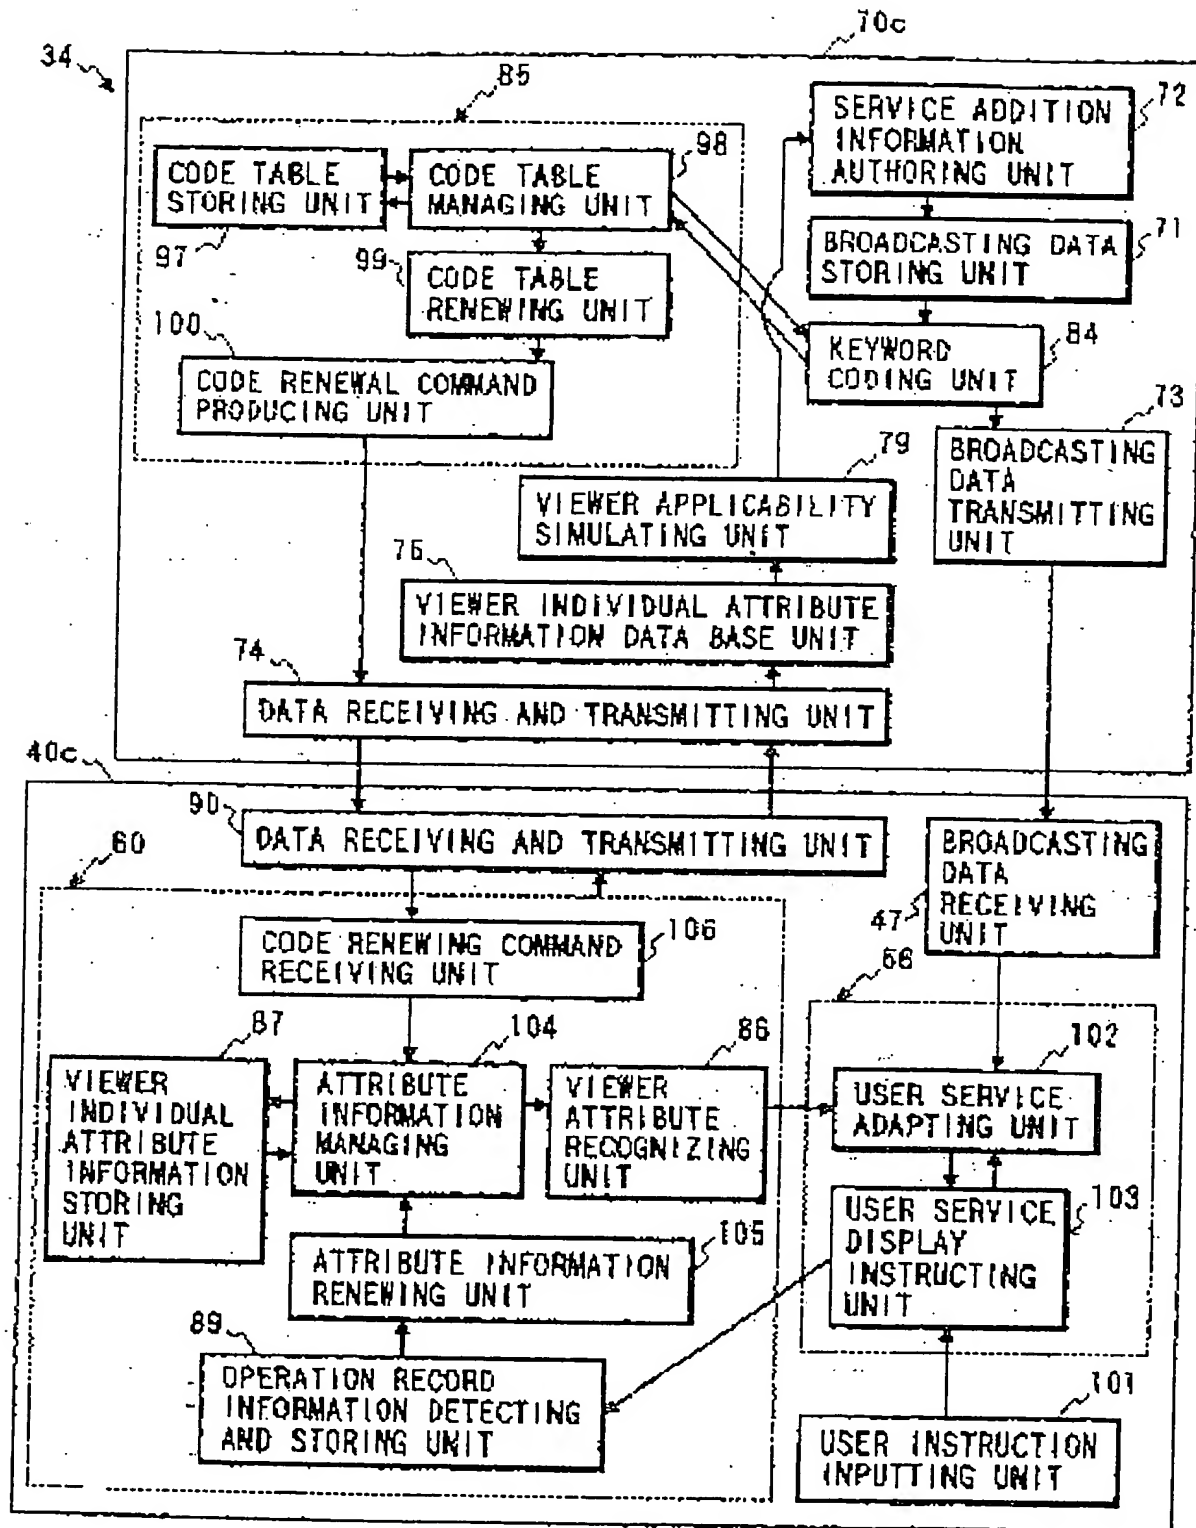 70c
34
85
72
SERVICE ADDITION
INFORMATION
AUTHORING UNIT
98
CODE TABLE
STORING UNIT
CODE TABLE
MANAGING UNIT
97
99
71
BROADCASTING DATA
STORING UNIT
CODE TABLE
RENEWING UNIT
100
84
KEYWORD
CODING UNIT
CODE RENEWAL COMMAND
PRODUCING UNIT
73
BROADCASTING
DATA
TRANSMITTING
UNIT
79
VIEWER APPLICABILITY
SIMULATING UNIT
76
VIEWER INDIVIDUAL ATTRIBUTE
INFORMATION DATA BASE UNIT
74
DATA RECEIVING AND TRANSMITTING UNIT
40c
90
DATA RECEIVING AND TRANSMITTING UNIT
BROADCASTING
DATA
RECEIVING
UNIT
47
60
CODE RENEWING COMMAND
RECEIVING UNIT
106
87
104
86
102
VIEWER
INDIVIDUAL
ATTRIBUTE
INFORMATION
STORING
UNIT
ATTRIBUTE
INFORMATION
MANAGING
UNIT
VIEWER
ATTRIBUTE
RECOGNIZING
UNIT
USER SERVICE
ADAPTING UNIT
103
USER SERVICE
DISPLAY
INSTRUCTING
UNIT
105
ATTRIBUTE INFORMATION
RENEWING UNIT
89
OPERATION RECORD
INFORMATION DETECTING
AND STORING UNIT
101
USER INSTRUCTION
INPUTTING UNIT